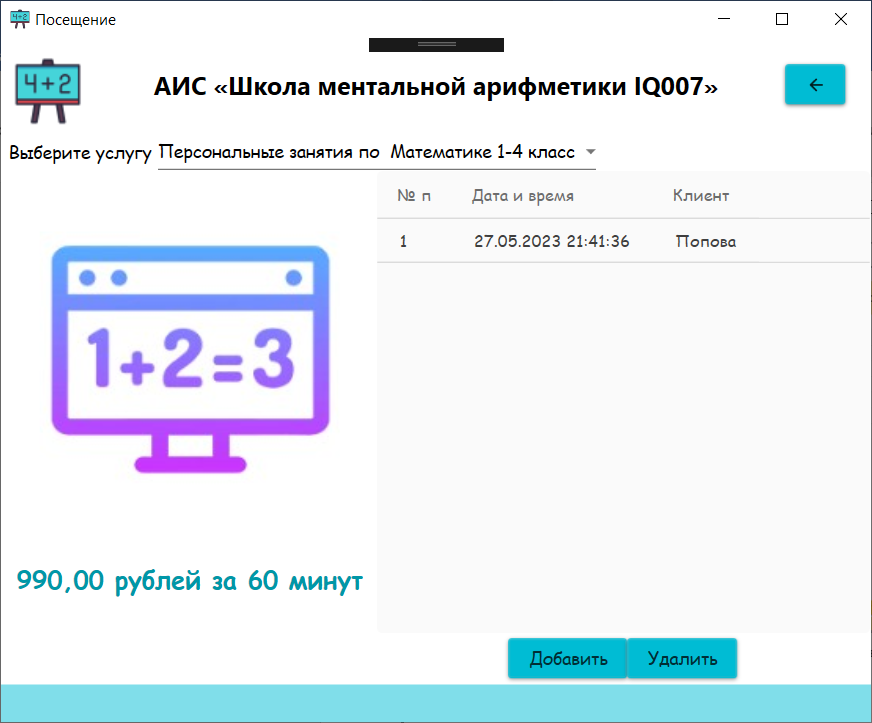 Посещение
4+2
АИС «Школа ментальной арифметики IQ007»
Выберите услугу Персональные занятия по Математике 1-4 класс
№ п Дата и время Клиент
1 27.05.2023 21:41:36 Попова
1+2=3
990,00 рублей за 60 минут
Добавить Удалить